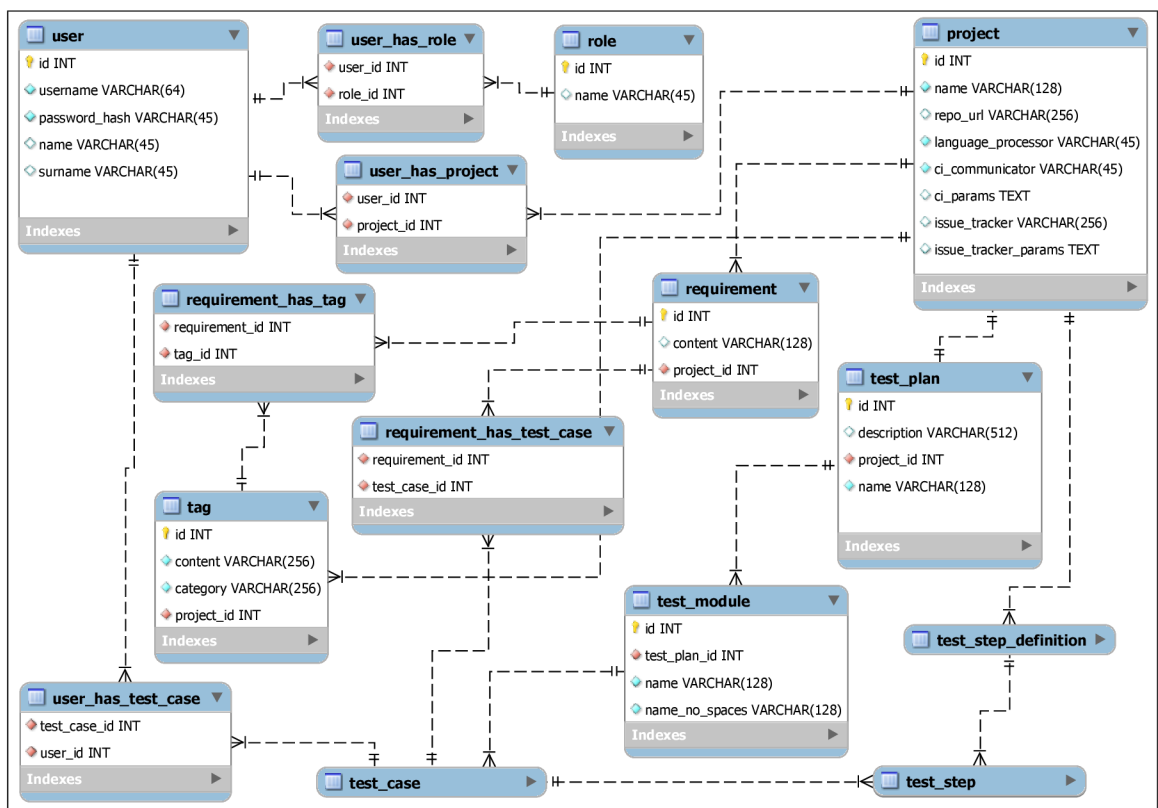 user
id INT
username VARCHAR(64)
password_hash VARCHAR(45)
name VARCHAR(45)
surname VARCHAR(45)
Indexes
user_has_role
user_id INT
role_id INT
Indexes
role
id INT
name VARCHAR(45)
Indexes
project
id INT
name VARCHAR(128)
repo_url VARCHAR(256)
language_processor VARCHAR(45)
ci_communicator VARCHAR(45)
ci_params TEXT
issue_tracker VARCHAR(256)
issue_tracker_params TEXT
Indexes
user_has_project
user_id INT
project_id INT
Indexes
requirement_has_tag
requirement_id INT
tag_id INT
Indexes
requirement
id INT
content VARCHAR(128)
project_id INT
Indexes
test_plan
id INT
description VARCHAR(512)
project_id INT
name VARCHAR(128)
Indexes
requirement_has_test_case
requirement_id INT
test_case_id INT
Indexes
tag
id INT
content VARCHAR(256)
category VARCHAR(256)
project_id INT
Indexes
test_module
id INT
test_plan_id INT
name VARCHAR(128)
name_no_spaces VARCHAR(128)
Indexes
test_step_definition
user_has_test_case
test_case_id INT
user_id INT
Indexes
test_case
test_step